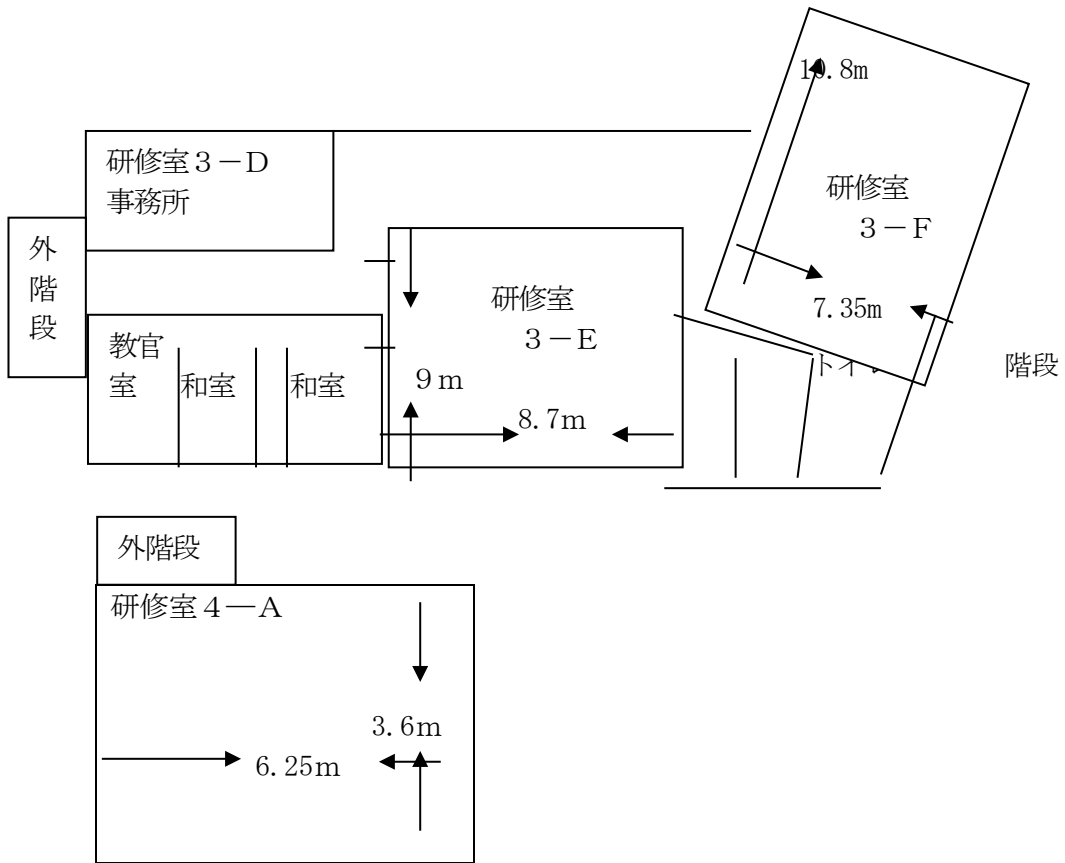 10.8m
研修室３－D
事務所
研修室
３－F
外
階
段
研修室
３－E
7.35m
教官
室
和室
和室
階段
９m
8.7m
外階段
研修室４―A
3.6m
6.25m